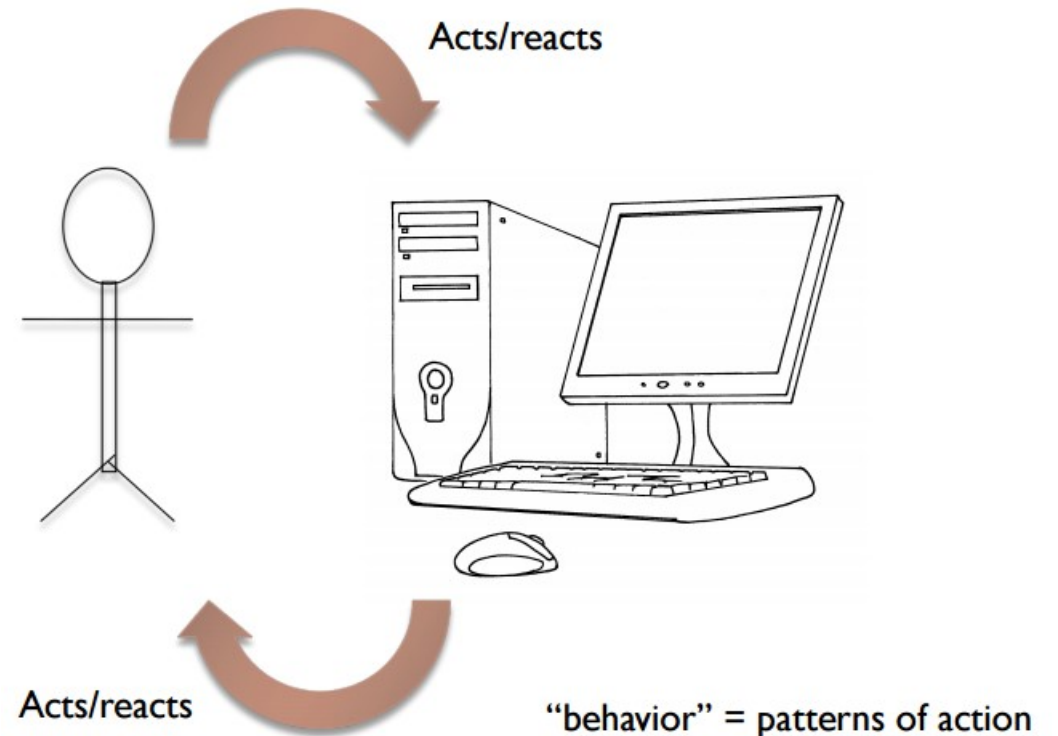 Acts/reacts
Acts/reacts
“behavior” = patterns of action